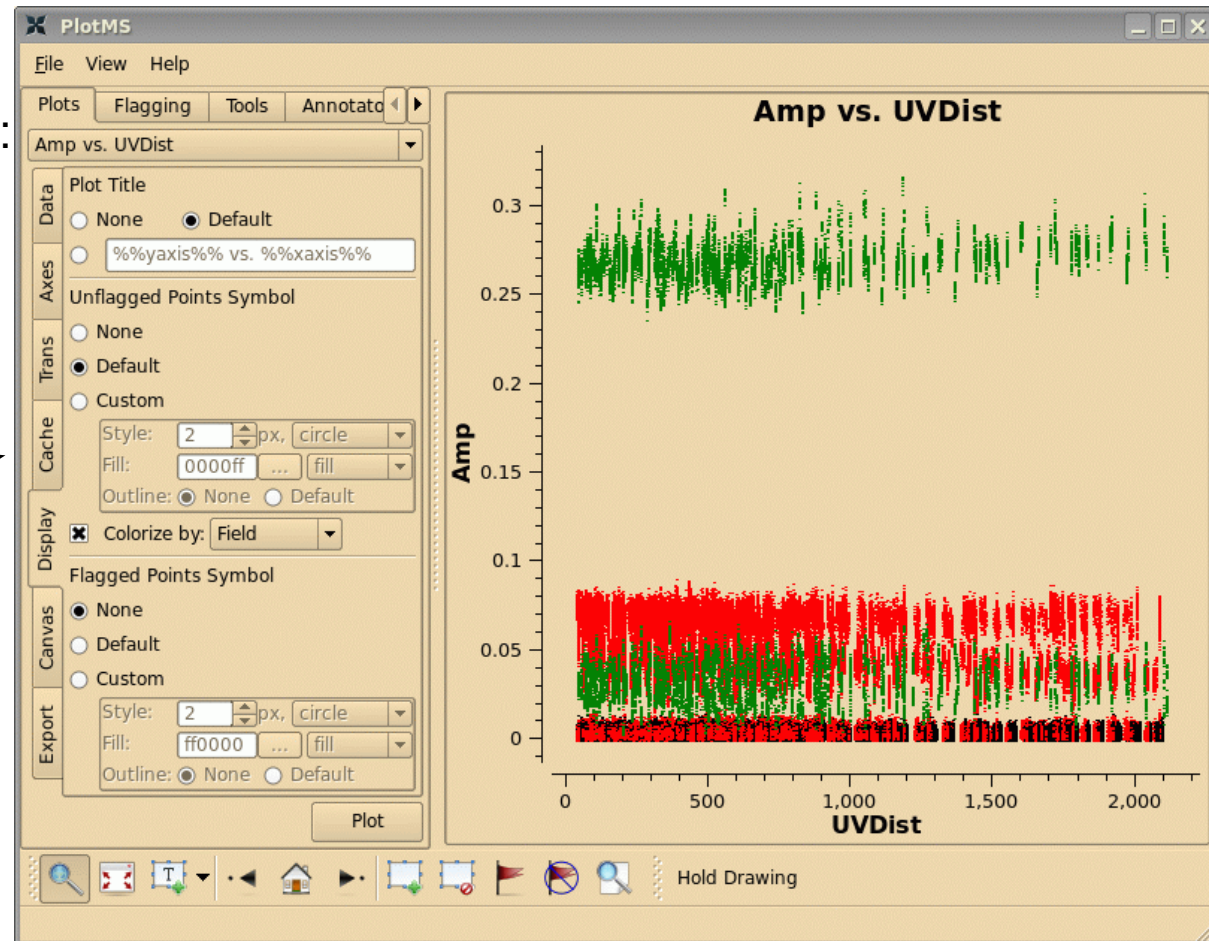 PlotMS
File View Help
Plots Flagging Tools Annotato
Amp vs. UVDist
Data
Axes
Trans
Cache
Display
Canvas
Export
Plot Title
None Default
%%yaxis%% vs. %%xaxis%%
Unflagged Points Symbol
None
Default
Custom
Style: 2 px, circle
Fill: 0000ff ... fill
Outline: None Default
Colorize by: Field
Flagged Points Symbol
None
Default
Custom
Style: 2 px, circle
Fill: ff0000 ... fill
Outline: None Default
Plot
Amp vs. UVDist
Amp
0.3
0.25
0.2
0.15
0.1
0.05
0
0 500 1,000 1,500 2,000
UVDist
T
Hold Drawing